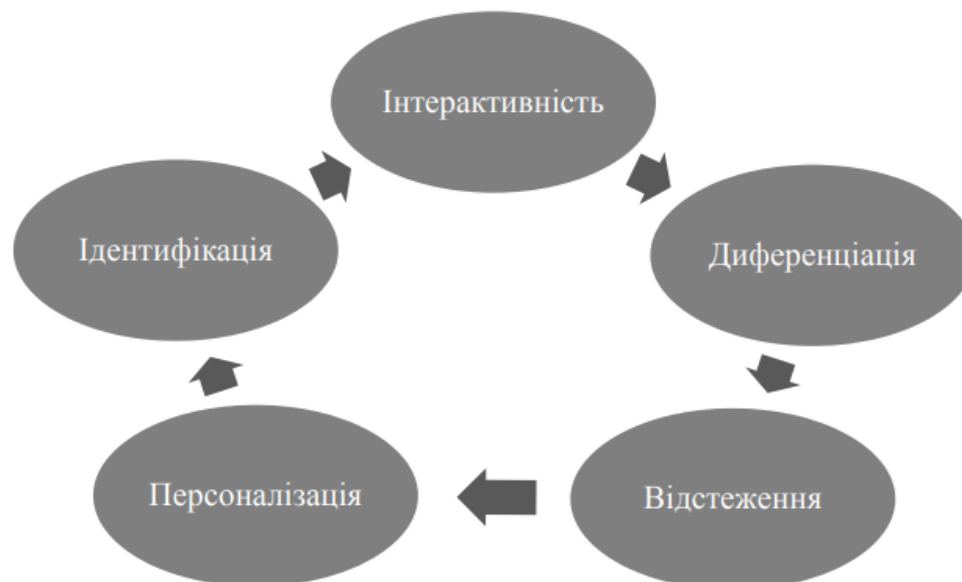 Інтерактивність
Ідентифікація
Диференціація
Персоналізація
Відстеження